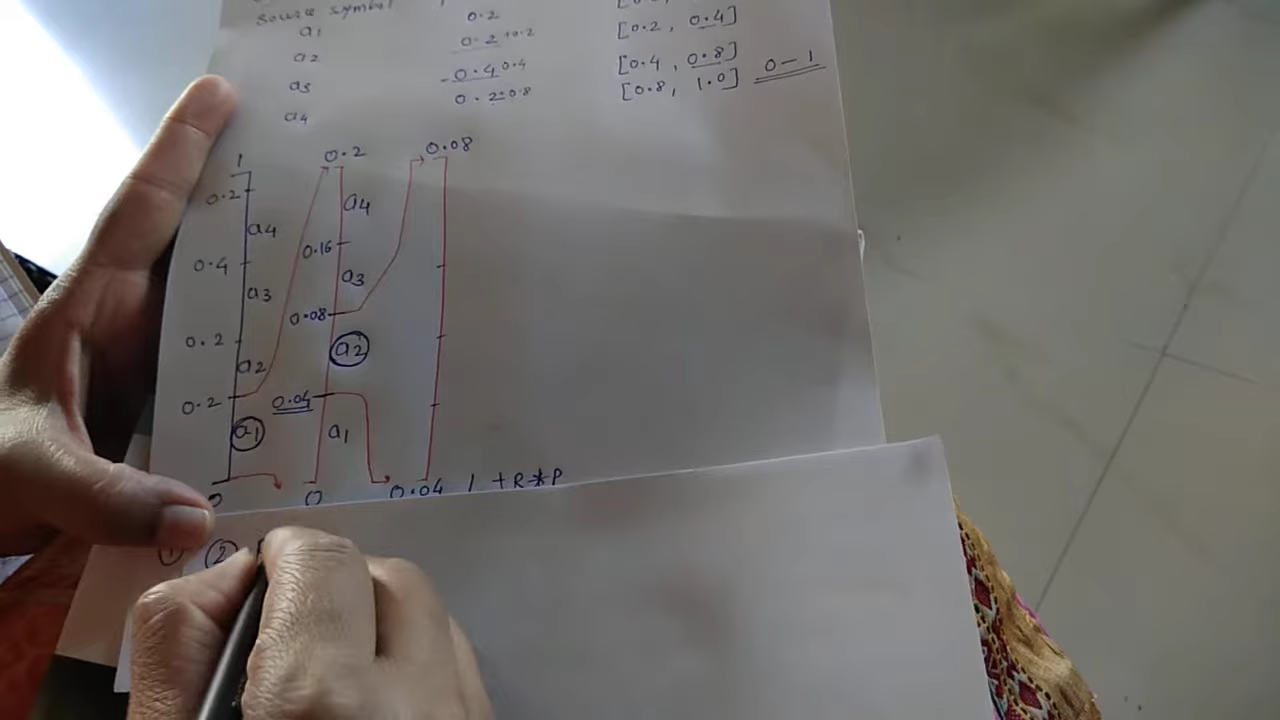 source symbol
a1 0.2
a2 0.2 +0.2 [0.2, 0.4]
a3 0.4 0.4 [0.4, 0.8]
a4 0.2 0.8 [0.8, 1.0] 0-1
1 0.2 0.08
0.2 a4
a4 0.16
0.4 a3
a3 0.08
0.2 a2
a2 0.04
0.2 a1
a1
0 0 0.04 l + R * P
① ②